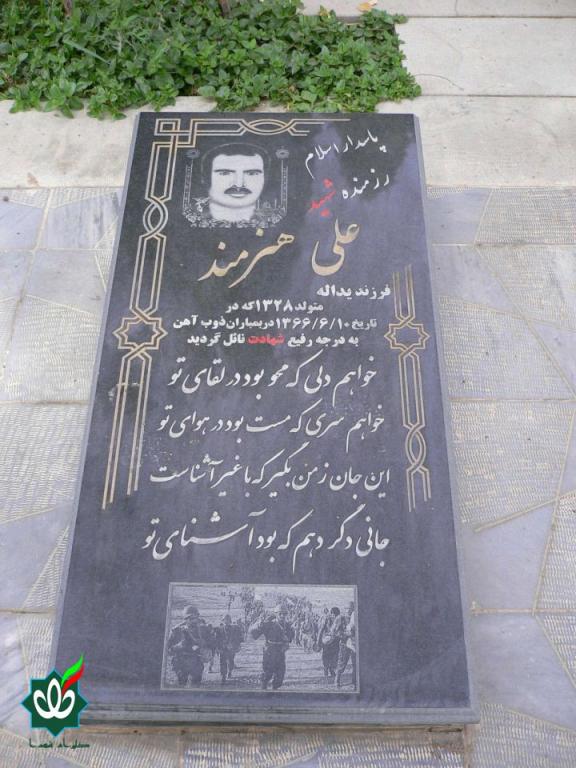 پاسدار اسلام
رزمنده شهید
علی هنرمند
فرزند یداله
متولد ۱۳۲۸ که در
تاریخ ۱۳۶۶/۶/۱۰ در بمباران ذوب آهن
به درجه رفیع شهادت نائل گردید
خواهم دلی که محو بود در لقای تو
خواهم سری که مست بود در هوای تو
این جان ز من بگیر که با غیر آشناست
جانی دگر دهم که بود آشنای تو